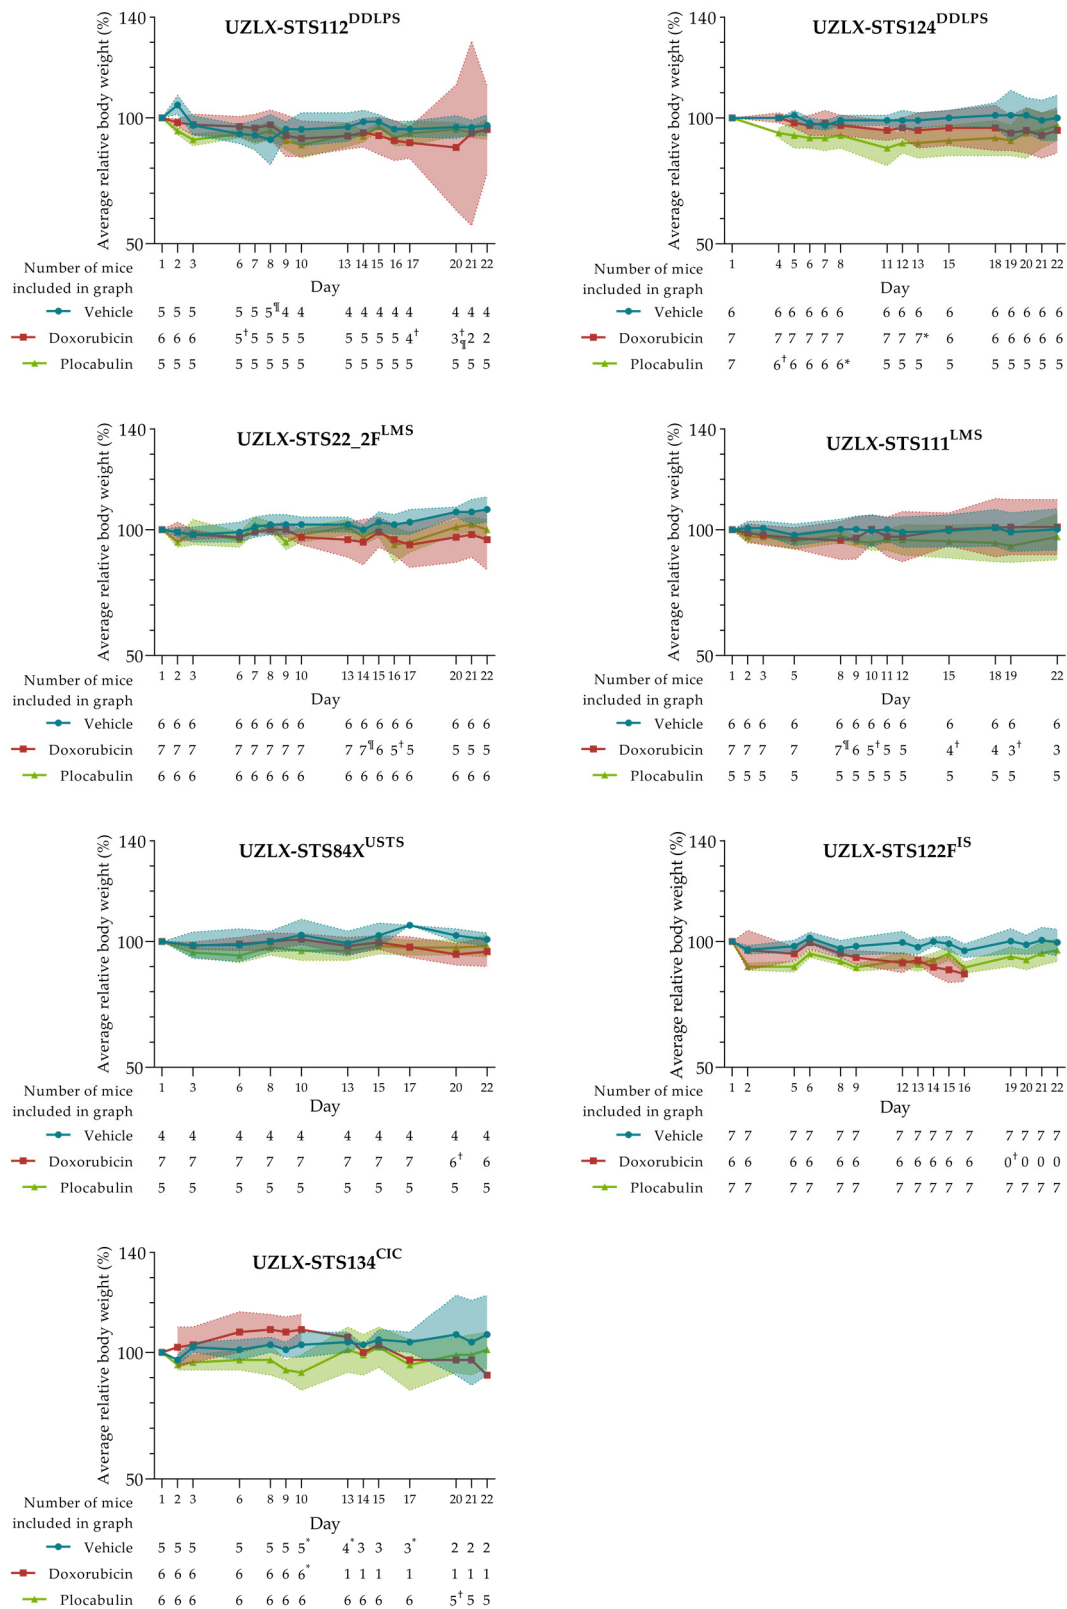 UZLX-STS112DDLPS
Average relative body weight (%)
140
100
50
1 2 3 6 7 8 9 10 13 14 15 16 17 20 21 22
Day
Number of mice
included in graph
Vehicle 5 5 5 5 5 5¶ 4 4 4 4 4 4 4 4 4 4
Doxorubicin 6 6 6 5† 5 5 5 5 5 5 5 5 4† 3†¶ 2 2
Plocabulin 5 5 5 5 5 5 5 5 5 5 5 5 5 5 5 5
UZLX-STS124DDLPS
Average relative body weight (%)
140
100
50
1 4 5 6 7 8 11 12 13 15 18 19 20 21 22
Day
Number of mice
included in graph
Vehicle 6 6 6 6 6 6 6 6 6 6 6 6 6 6 6
Doxorubicin 7 7 7 7 7 7 7 7 7* 6 6 6 6 6 6
Plocabulin 7 6† 6 6 6 6* 5 5 5 5 5 5 5 5 5
UZLX-STS22_2FLMS
Average relative body weight (%)
140
100
50
1 2 3 6 7 8 9 10 13 14 15 16 17 20 21 22
Day
Number of mice
included in graph
Vehicle 6 6 6 6 6 6 6 6 6 6 6 6 6 6 6 6
Doxorubicin 7 7 7 7 7 7 7 7 7 7¶ 6 5† 5 5 5 5
Plocabulin 6 6 6 6 6 6 6 6 6 6 6 6 6 6 6 6
UZLX-STS111LMS
Average relative body weight (%)
140
100
50
1 2 3 5 8 9 10 11 12 15 18 19 22
Day
Number of mice
included in graph
Vehicle 6 6 6 6 6 6 6 6 6 6 6 6 6
Doxorubicin 7 7 7 7 7¶ 6 5† 5 5 4† 4 3† 3
Plocabulin 5 5 5 5 5 5 5 5 5 5 5 5 5
UZLX-STS84XUSTS
Average relative body weight (%)
140
100
50
1 3 6 8 10 13 15 17 20 22
Day
Number of mice
included in graph
Vehicle 4 4 4 4 4 4 4 4 4 4
Doxorubicin 7 7 7 7 7 7 7 7 6† 6
Plocabulin 5 5 5 5 5 5 5 5 5 5
UZLX-STS122FIS
Average relative body weight (%)
140
100
50
1 2 5 6 8 9 12 13 14 15 16 19 20 21 22
Day
Number of mice
included in graph
Vehicle 7 7 7 7 7 7 7 7 7 7 7 7 7 7 7
Doxorubicin 6 6 6 6 6 6 6 6 6 6 6 0† 0 0 0
Plocabulin 7 7 7 7 7 7 7 7 7 7 7 7 7 7 7
UZLX-STS134CIC
Average relative body weight (%)
140
100
50
1 2 3 6 8 9 10 13 14 15 17 20 21 22
Day
Number of mice
included in graph
Vehicle 5 5 5 5 5 5 5* 4* 3 3 3* 2 2 2
Doxorubicin 6 6 6 6 6 6 6* 1 1 1 1 1 1 1
Plocabulin 6 6 6 6 6 6 6 6 6 6 6 5† 5 5